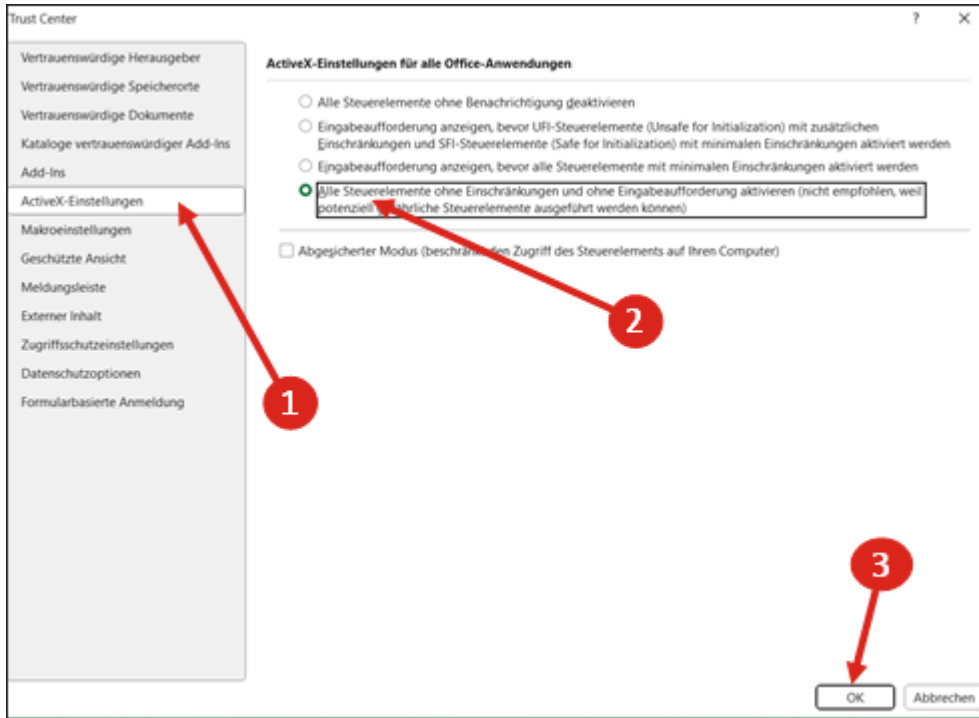 Trust Center
? ×
Vertrauenswürdige Herausgeber
Vertrauenswürdige Speicherorte
Vertrauenswürdige Dokumente
Kataloge vertrauenswürdiger Add-Ins
Add-Ins
ActiveX-Einstellungen
Makroeinstellungen
Geschützte Ansicht
Meldungsleiste
Externer Inhalt
Zugriffsschutzeinstellungen
Datenschutzoptionen
Formularbasierte Anmeldung
ActiveX-Einstellungen für alle Office-Anwendungen
Alle Steuerelemente ohne Benachrichtigung deaktivieren
Eingabeaufforderung anzeigen, bevor UFI-Steuerelemente (Unsafe for Initialization) mit zusätzlichen
Einschränkungen und SFI-Steuerelemente (Safe for Initialization) mit minimalen Einschränkungen aktiviert werden
Eingabeaufforderung anzeigen, bevor alle Steuerelemente mit minimalen Einschränkungen aktiviert werden
Alle Steuerelemente ohne Einschränkungen und ohne Eingabeaufforderung aktivieren (nicht empfohlen, weil
potenziell gefährliche Steuerelemente ausgeführt werden können)
Abgesicherter Modus (beschränkt den Zugriff des Steuerelements auf Ihren Computer)
2
1
3
OK
Abbrechen